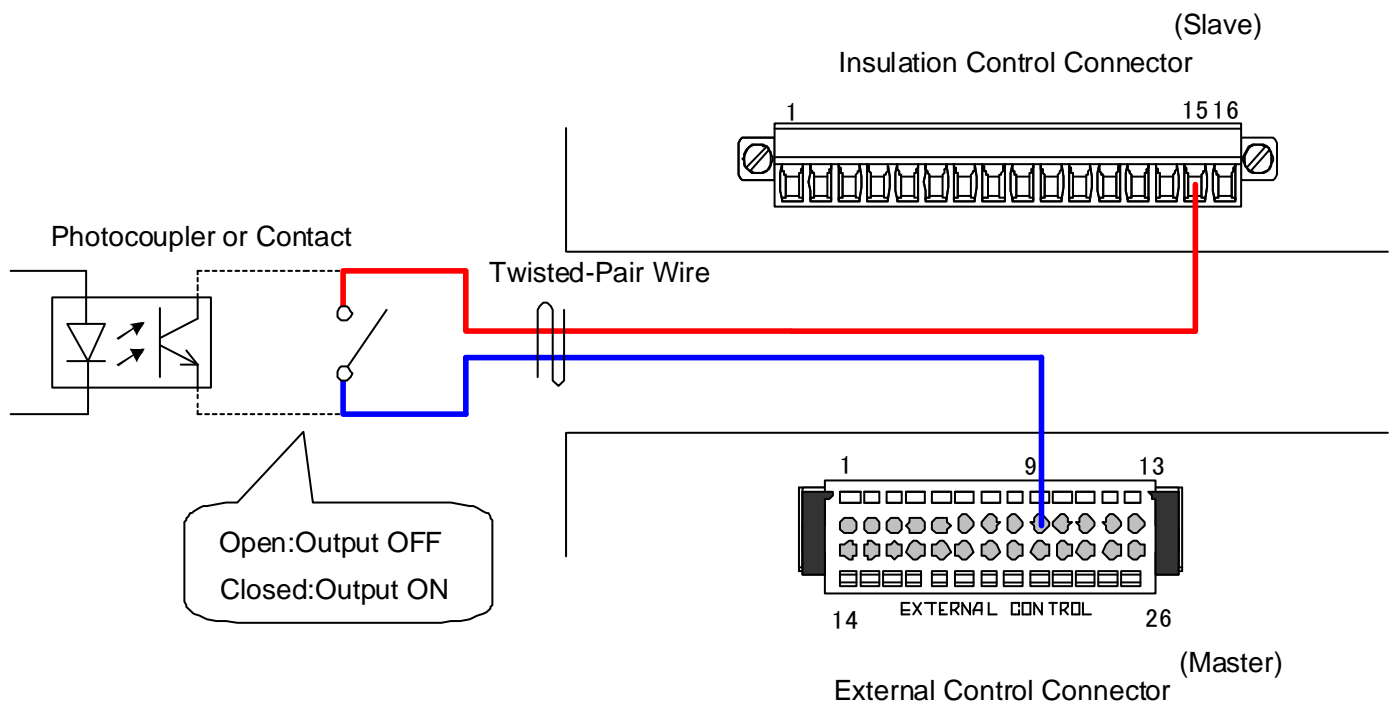 (Slave)
Insulation Control Connector
1 15 16
Photocoupler or Contact
Twisted-Pair Wire
Open:Output OFF
Closed:Output ON
1 9 13
EXTERNAL CONTROL
14 26
(Master)
External Control Connector